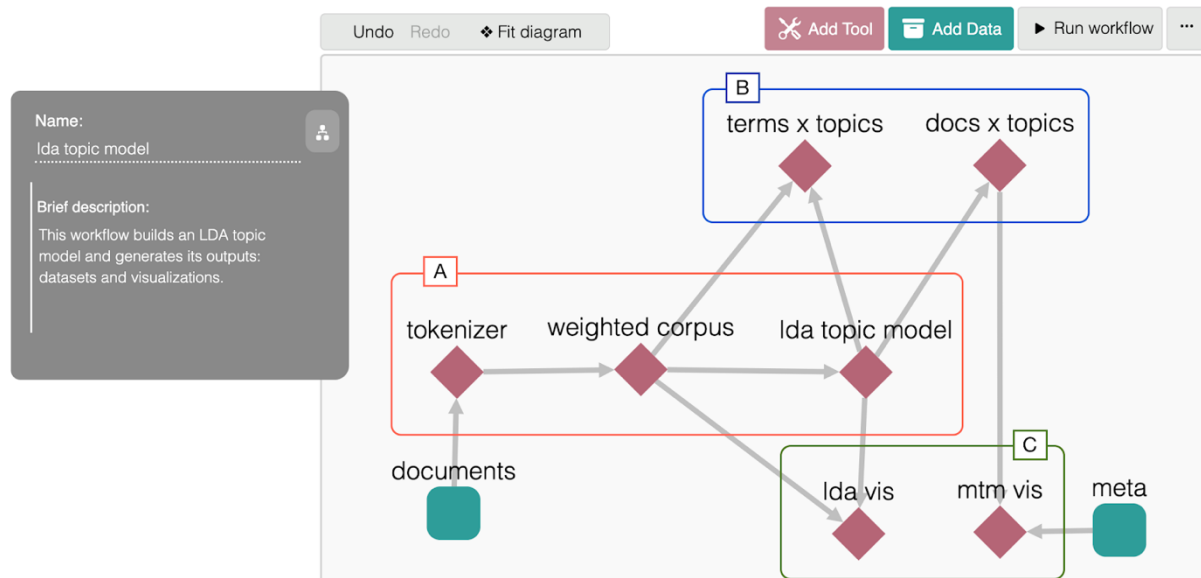 Undo Redo ❖ Fit diagram
Add Tool
Add Data
▶ Run workflow
...
Name:
lda topic model
Brief description:
This workflow builds an LDA topic
model and generates its outputs:
datasets and visualizations.
B
terms x topics
docs x topics
A
tokenizer
weighted corpus
lda topic model
documents
C
lda vis
mtm vis
meta